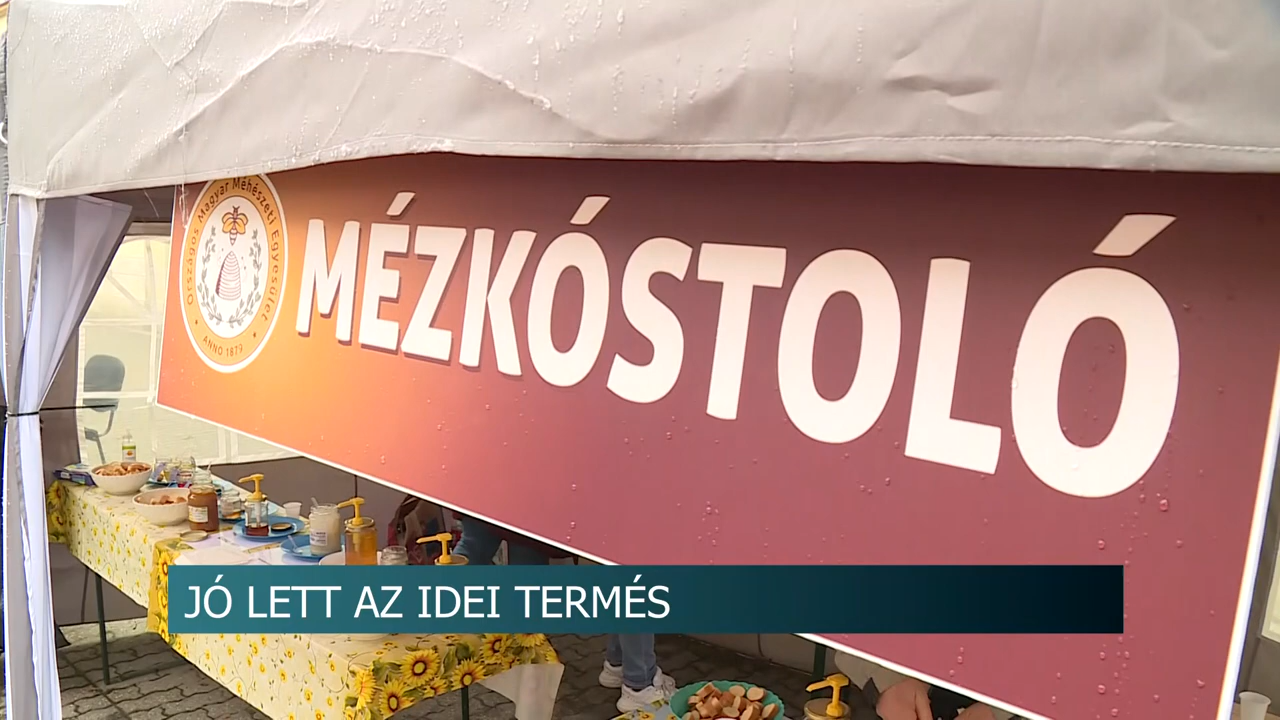 Országos Magyar Méhészeti Egyesület
ANNO 1879
MÉZKÓSTOLÓ
JÓ LETT AZ IDEI TERMÉS